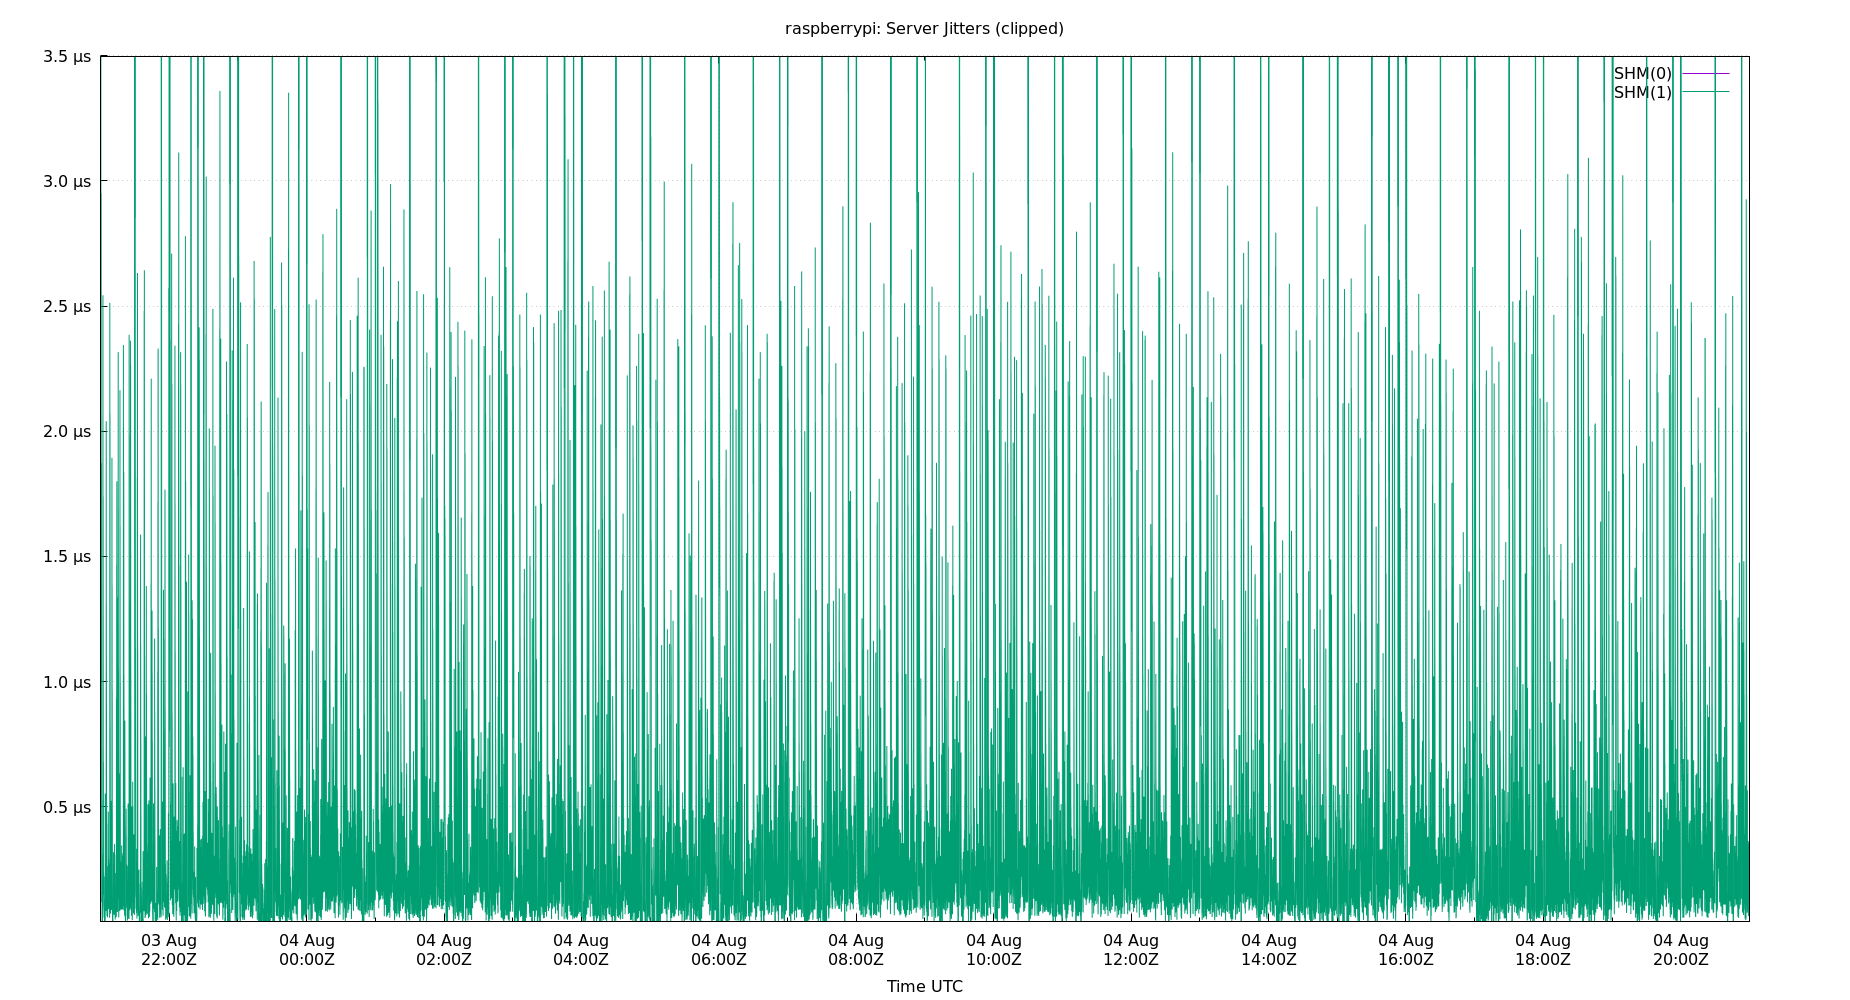 raspberrypi: Server Jitters (clipped)
3.5 µs
3.0 µs
2.5 µs
2.0 µs
1.5 µs
1.0 µs
0.5 µs
SHM(0)
SHM(1)
03 Aug 04 Aug 04 Aug 04 Aug 04 Aug 04 Aug 04 Aug 04 Aug 04 Aug 04 Aug 04 Aug 04 Aug
22:00Z 00:00Z 02:00Z 04:00Z 06:00Z 08:00Z 10:00Z 12:00Z 14:00Z 16:00Z 18:00Z 20:00Z
Time UTC